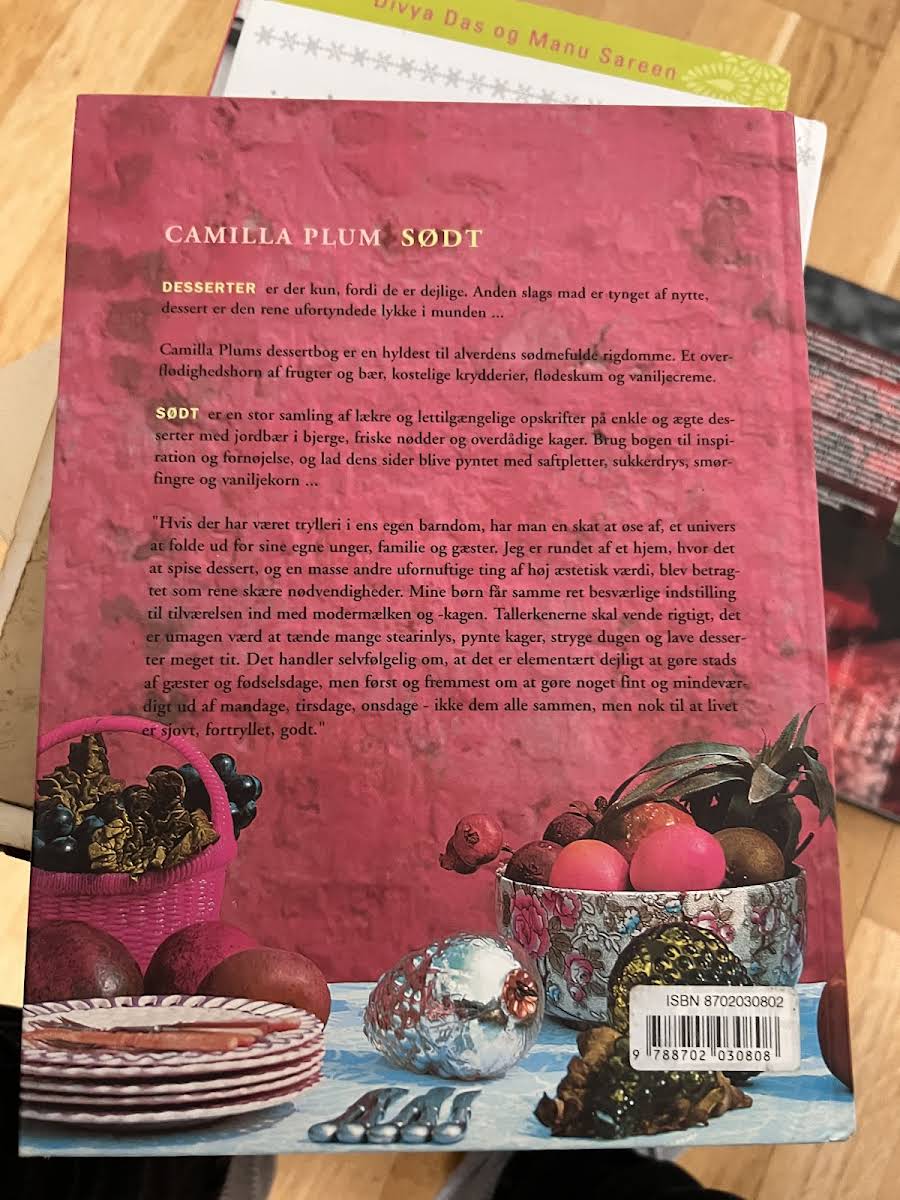 Divya Das og Manu Sareen
CAMILLA PLUM SØDT
DESSERTER er der kun, fordi de er dejlige. Anden slags mad er tynget af nytte,
dessert er den rene ufortyndede lykke i munden ...
Camilla Plums dessertbog er en hyldest til alverdens sødmefulde rigdomme. Et over-
flødighedshorn af frugter og bær, kostelige krydderier, flødeskum og vaniljecreme.
SØDT er en stor samling af lækre og lettilgængelige opskrifter på enkle og ægte des-
serter med jordbær i bjerge, friske nødder og overdådige kager. Brug bogen til inspi-
ration og fornøjelse, og lad dens sider blive pyntet med saftpletter, sukkerdrys, smør-
fingre og vaniljekorn ...
"Hvis der har været trylleri i ens egen barndom, har man en skat at øse af, et univers
at folde ud for sine egne unger, familie og gæster. Jeg er rundet af et hjem, hvor det
at spise dessert, og en masse andre ufornuftige ting af høj æstetisk værdi, blev betrag-
tet som rene skære nødvendigheder. Mine børn får samme ret besværlige indstilling
til tilværelsen ind med modermælken og -kagen. Tallerkenerne skal vende rigtigt, det
er umagen værd at tænde mange stearinlys, pynte kager, stryge dugen og lave desser-
ter meget tit. Det handler selvfølgelig om, at det er elementært dejligt at gøre stads
af gæster og fødselsdage, men først og fremmest om at gøre noget fint og mindevær-
digt ud af mandage, tirsdage, onsdage - ikke dem alle sammen, men nok til at livet
er sjovt, fortryllet, godt."
ISBN 8702030802
9 788702 030808